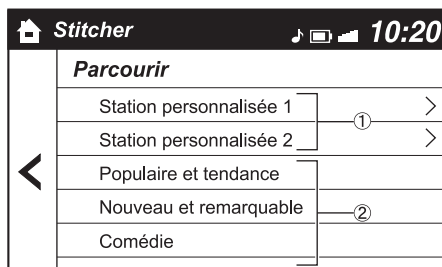 Stitcher 10:20
Parcourir
Station personnalisée 1
①
Station personnalisée 2
Populaire et tendance
Nouveau et remarquable
②
Comédie